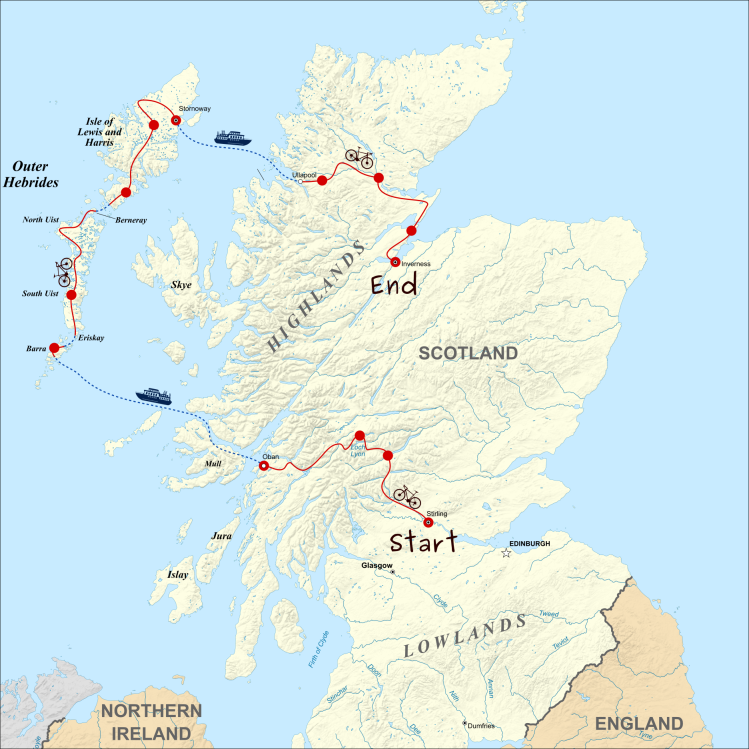 Stornoway
Isle of
Lewis and
Harris
Outer
Hebrides
Ullapool
North Uist
Berneray
Skye
South Uist
Eriskay
Barra
HIGHLANDS
Inverness
End
SCOTLAND
Oban
Mull
Loch
Lyon
Stirling
Start
EDINBURGH
Glasgow
Jura
Islay
Clyde
Tweed
Teviot
LOWLANDS
Firth of Clyde
Doon
Stinchar
Nith
Annan
Dee
Dumfries
NORTHERN
IRELAND
ENGLAND
Tyne